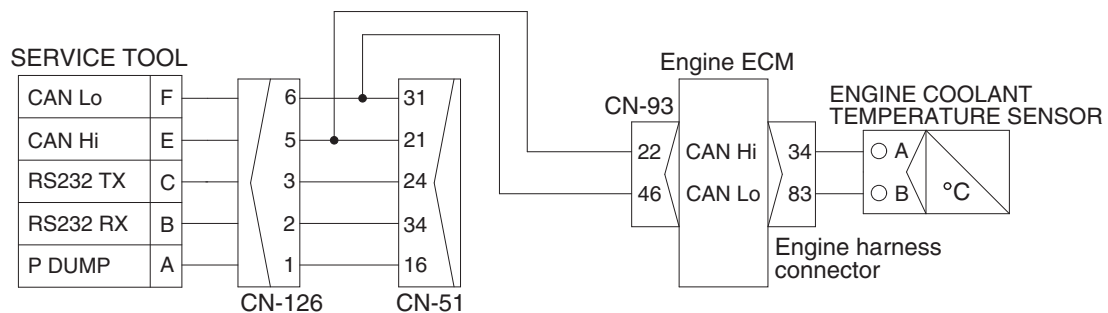 SERVICE TOOL
CAN Lo F 6 31
CAN Hi E 5 21
RS232 TX C 3 24
RS232 RX B 2 34
P DUMP A 1 16
CN-126 CN-51
Engine ECM
CN-93
22 CAN Hi 34
46 CAN Lo 83
ENGINE COOLANT
TEMPERATURE SENSOR
A
B °C
Engine harness
connector